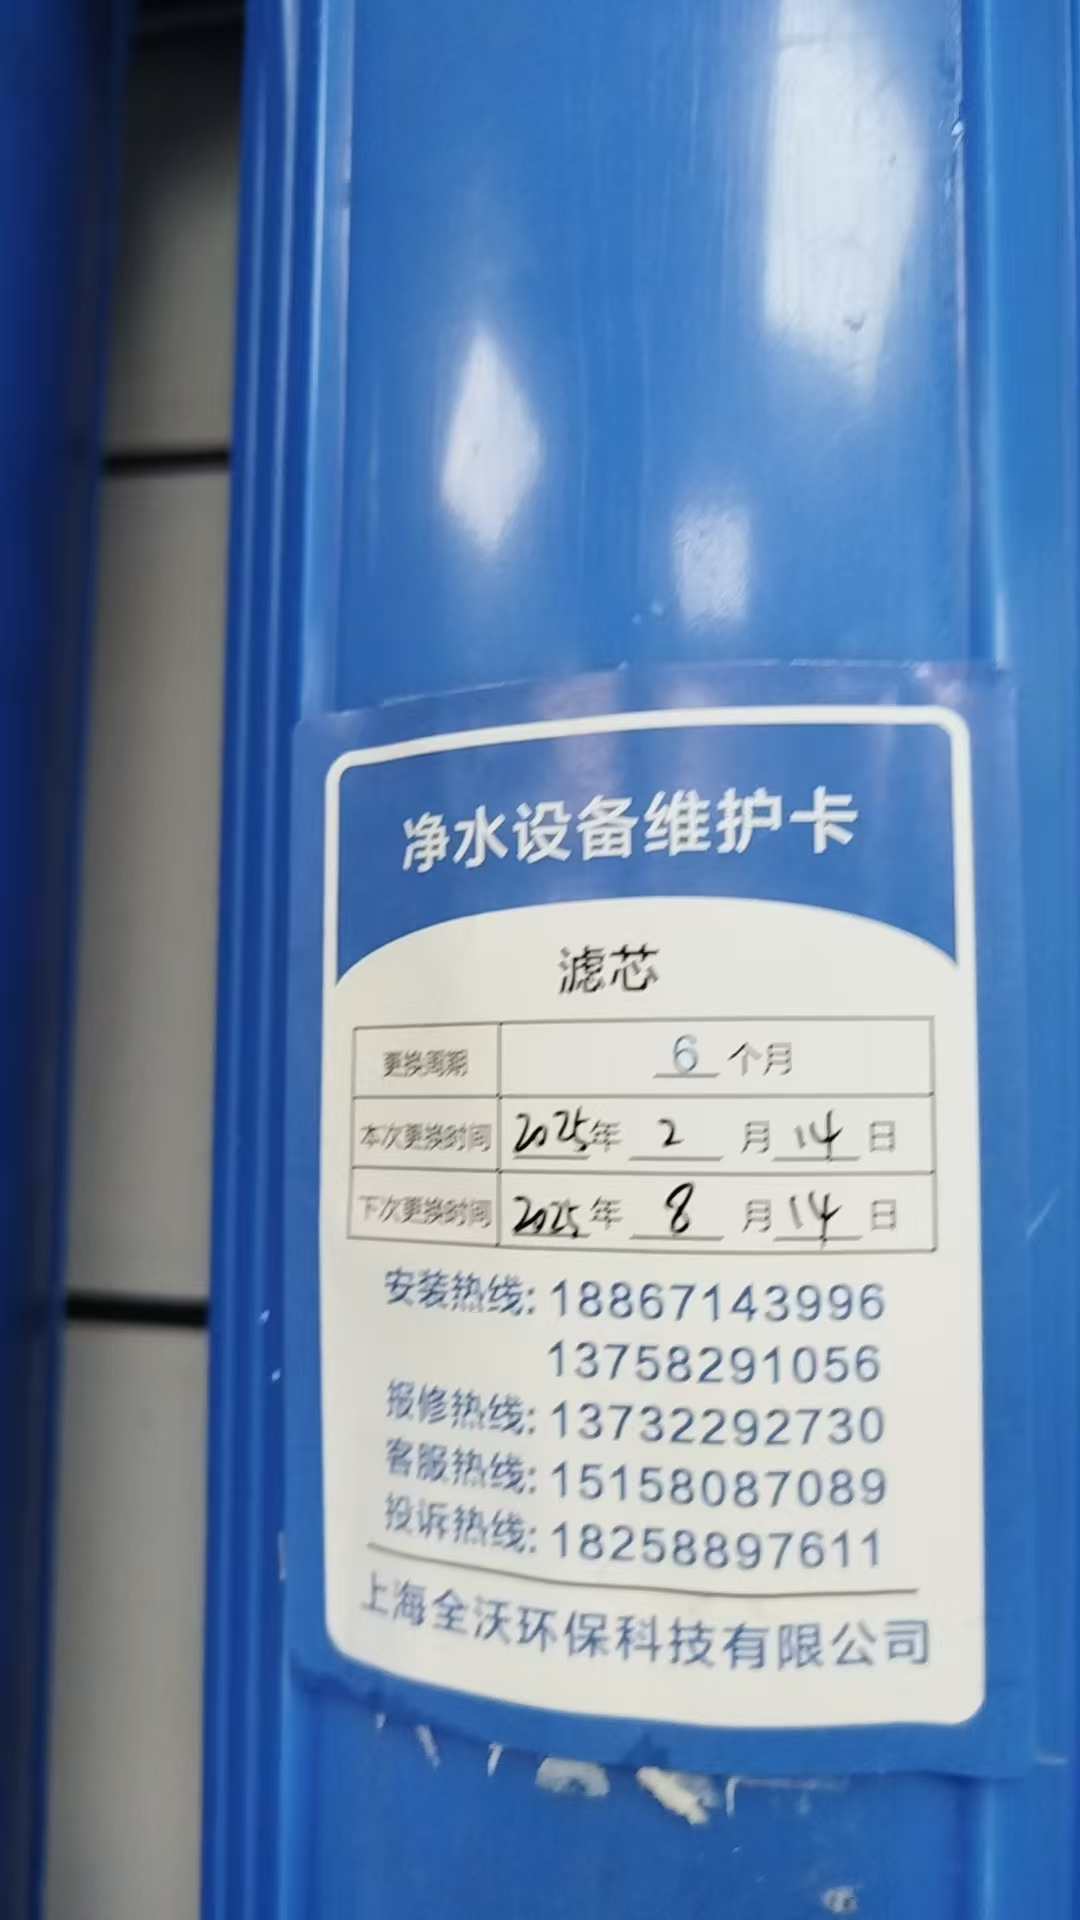 净水设备维护卡
滤芯
更换周期 6 个月
本次更换时间 2025年 2 月 14 日
下次更换时间 2025年 8 月 14 日
安装热线: 18867143996
13758291056
报修热线: 13732292730
客服热线: 15158087089
投诉热线: 18258897611
上海全沃环保科技有限公司